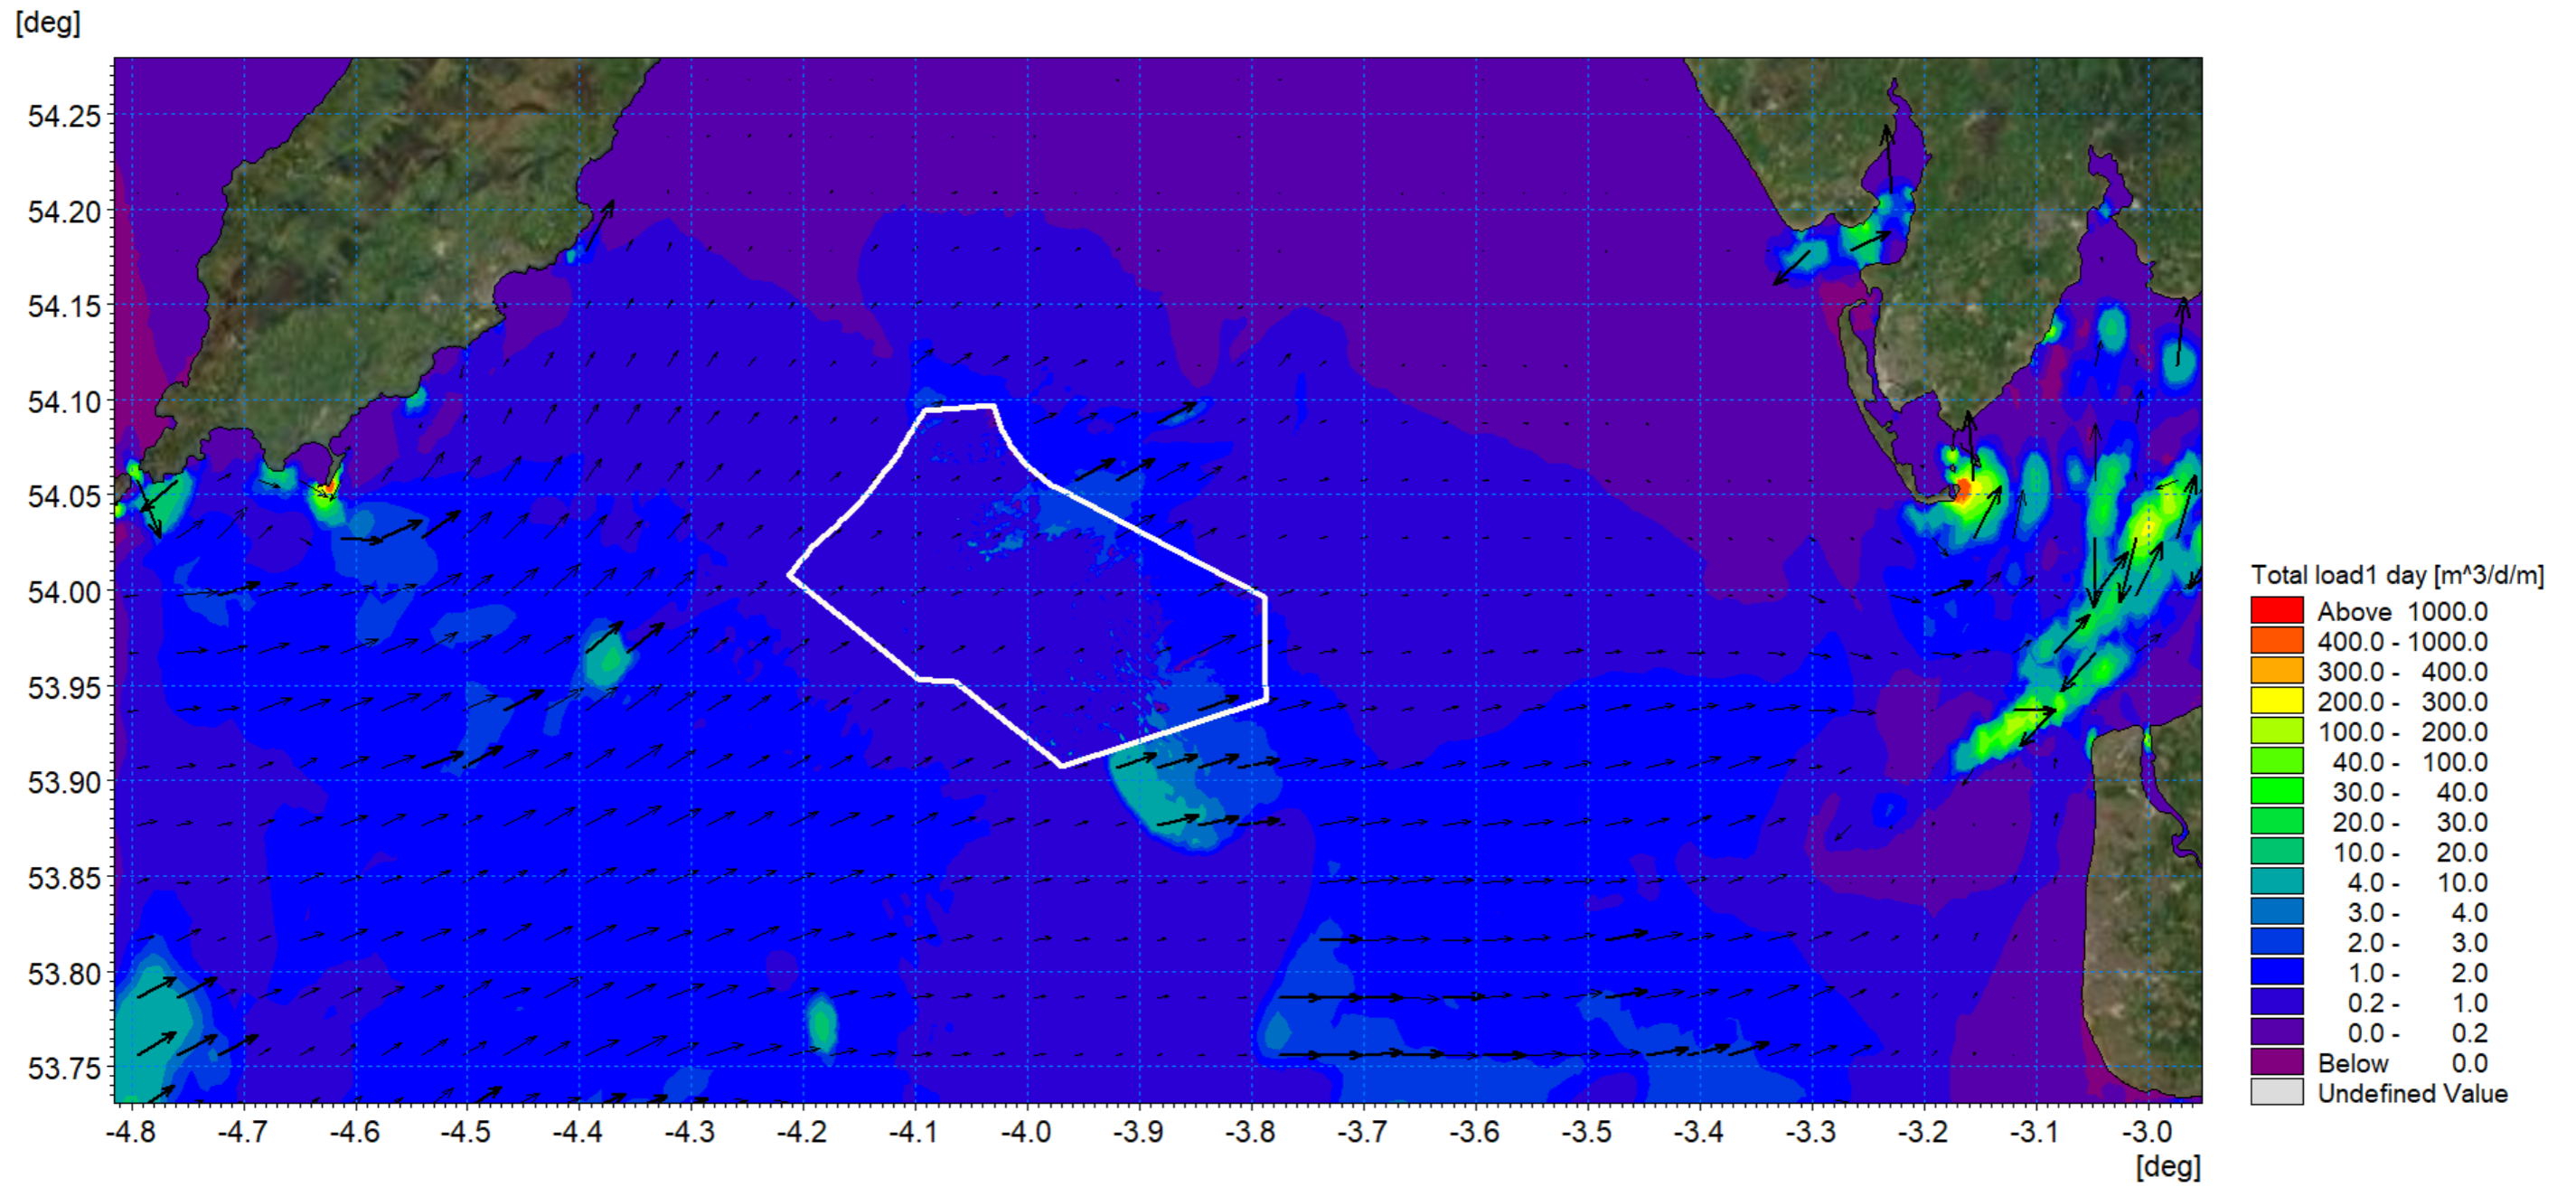 [deg]
54.25
54.20
54.15
54.10
54.05
54.00
53.95
53.90
53.85
53.80
53.75
-4.8 -4.7 -4.6 -4.5 -4.4 -4.3 -4.2 -4.1 -4.0 -3.9 -3.8 -3.7 -3.6 -3.5 -3.4 -3.3 -3.2 -3.1 -3.0
[deg]
Total load1 day [m^3/d/m]
Above 1000.0
400.0 - 1000.0
300.0 - 400.0
200.0 - 300.0
100.0 - 200.0
40.0 - 100.0
30.0 - 40.0
20.0 - 30.0
10.0 - 20.0
4.0 - 10.0
3.0 - 4.0
2.0 - 3.0
1.0 - 2.0
0.2 - 1.0
0.0 - 0.2
Below 0.0
Undefined Value